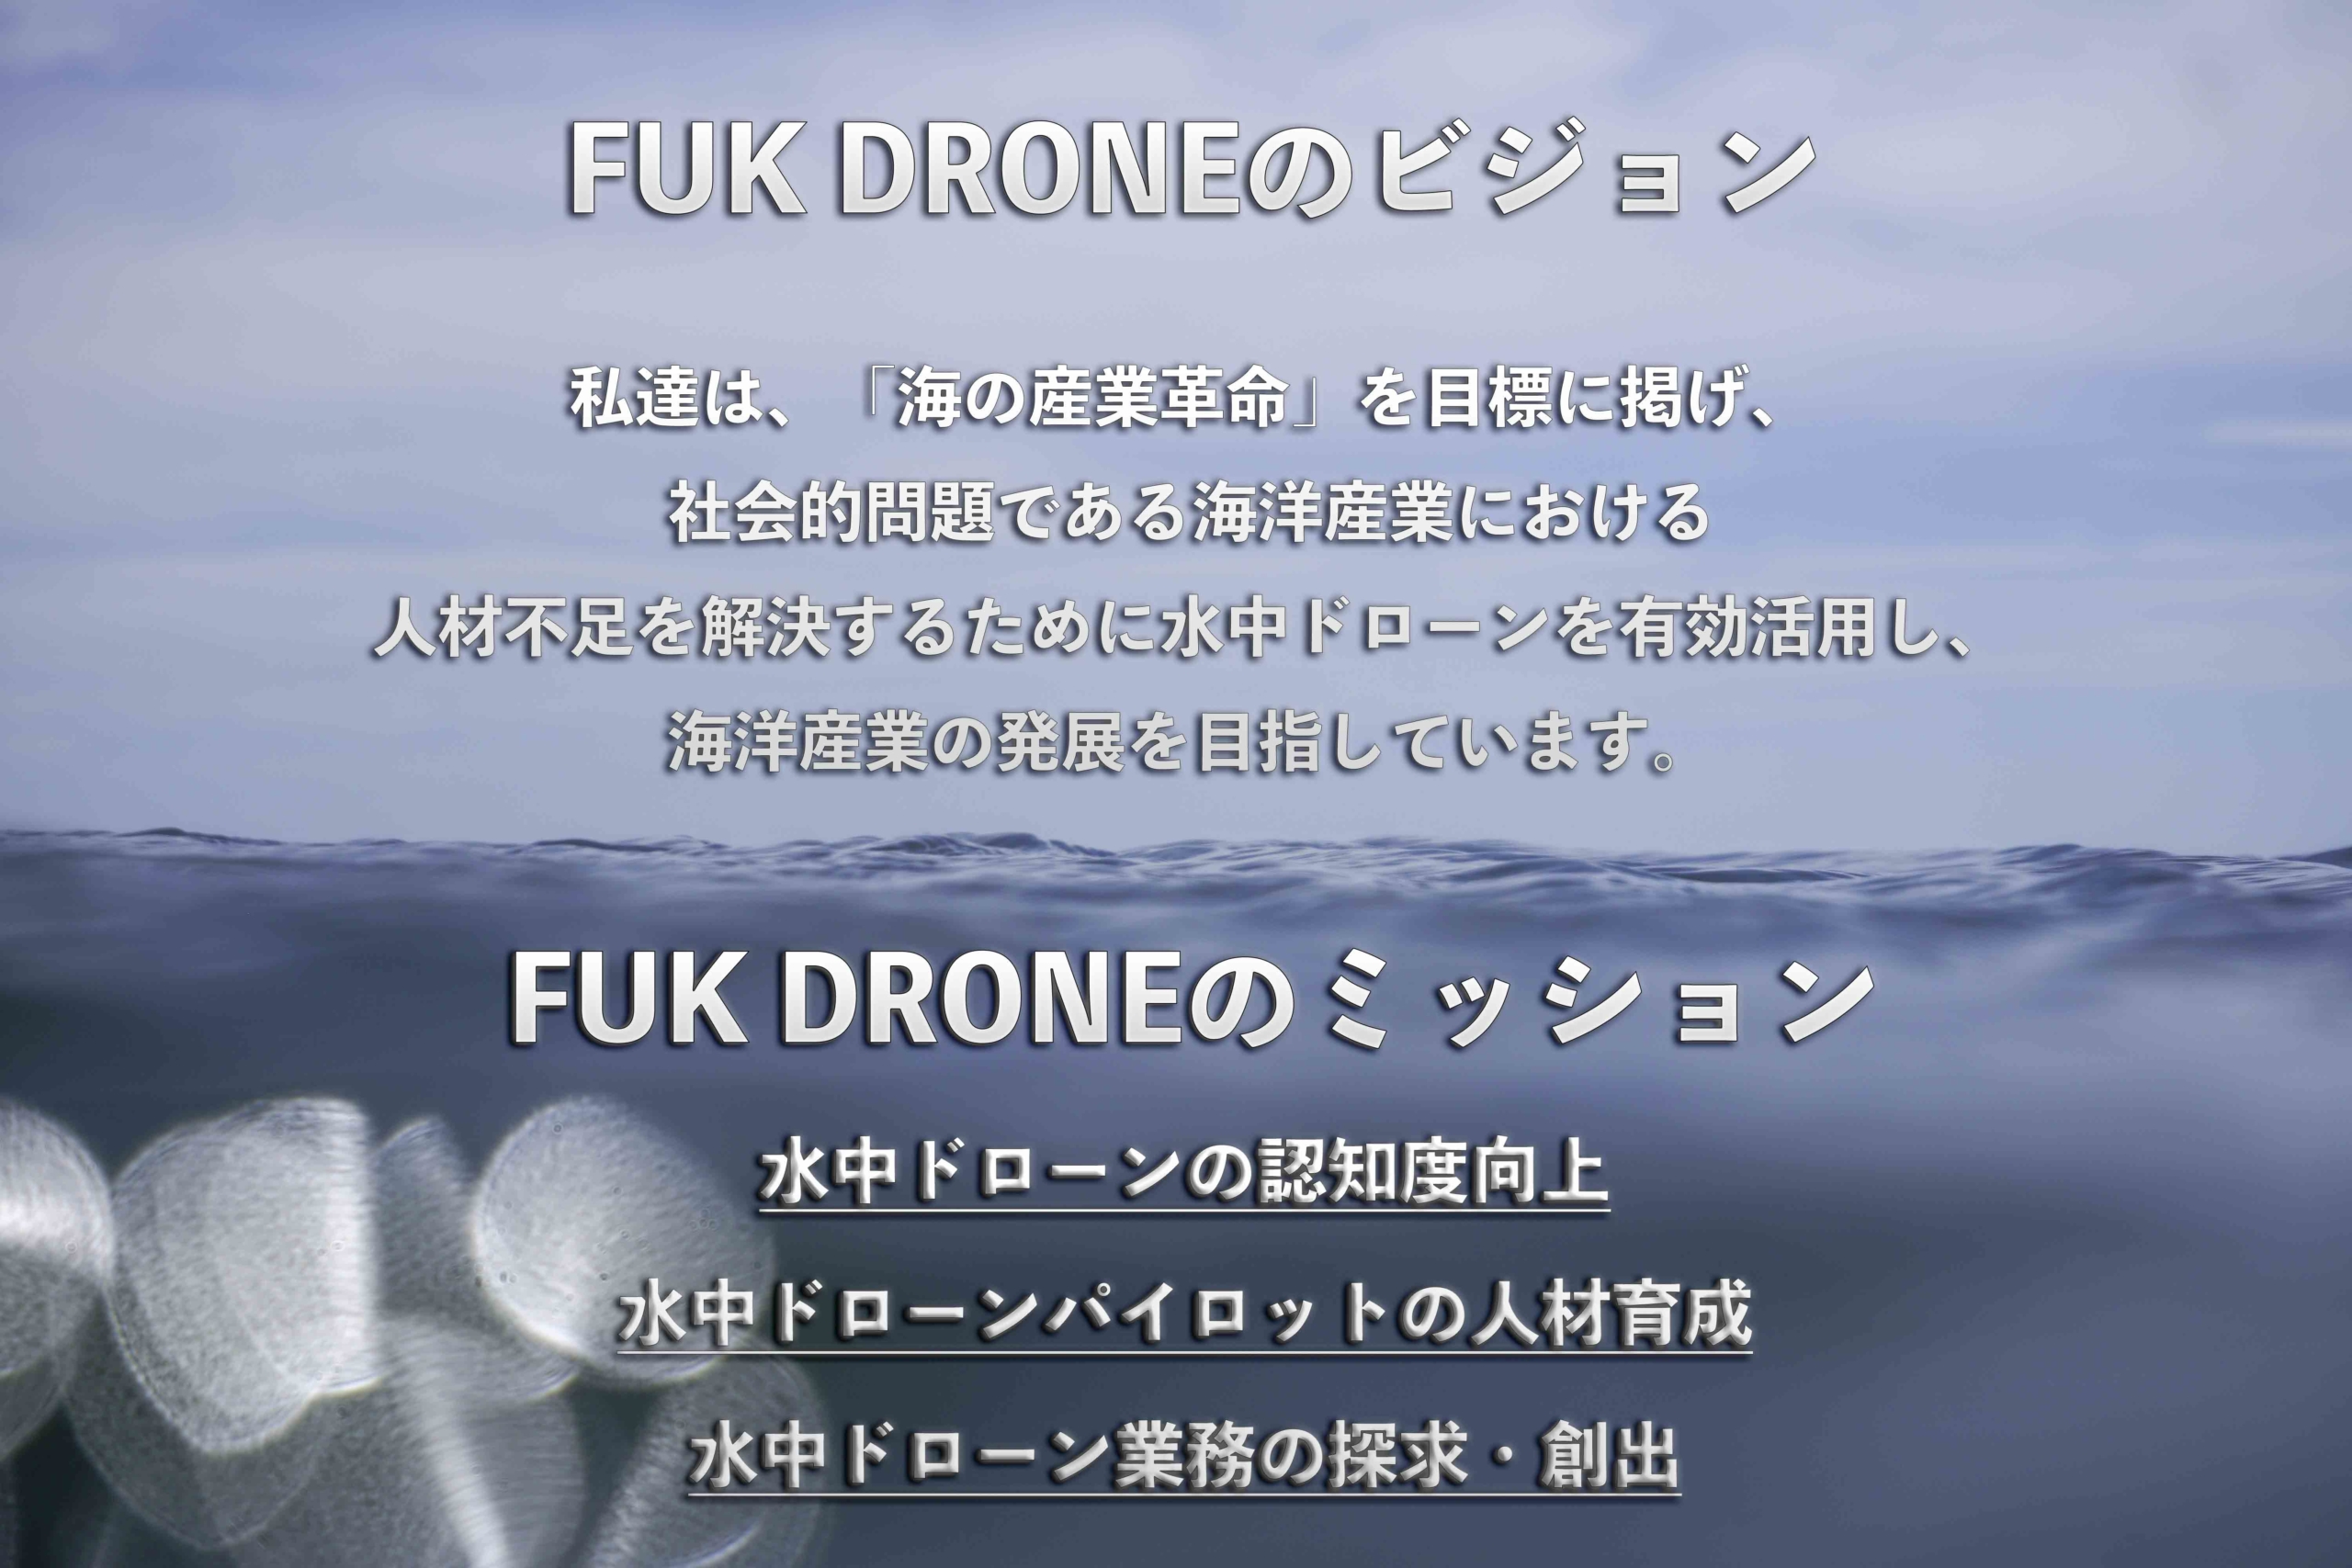 FUK DRONEのビジョン
私達は、「海の産業革命」を目標に掲げ、
社会的問題である海洋産業における
人材不足を解決するために水中ドローンを有効活用し、
海洋産業の発展を目指しています。
FUK DRONEのミッション
水中ドローンの認知度向上
水中ドローンパイロットの人材育成
水中ドローン業務の探求・創出